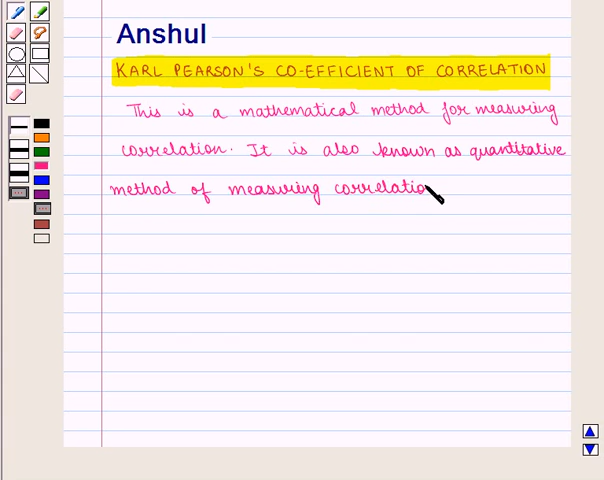 Anshul
KARL PEARSON'S CO-EFFICIENT OF CORRELATION
This is a mathematical method for measuring
correlation. It is also known as quantitative
method of measuring correlatio